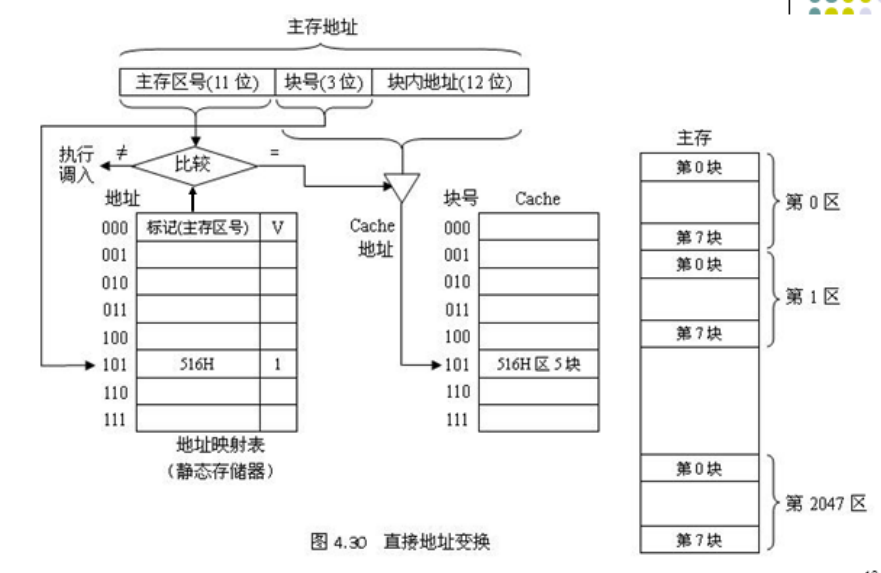 主存地址
主存区号(11 位) 块号(3 位) 块内地址(12 位)
执行调入
≠
比较
=
地址
000 标记(主存区号) V
001
010
011
100
101 516H 1
110
111
地址映射表
(静态存储器)
Cache
地址
块号 Cache
000
001
010
011
100
101 516H 区 5 块
110
111
主存
第 0 块
第 7 块
第 0 区
第 0 块
第 7 块
第 1 区
第 0 块
第 7 块
第 2047 区
图 4.30 直接地址变换